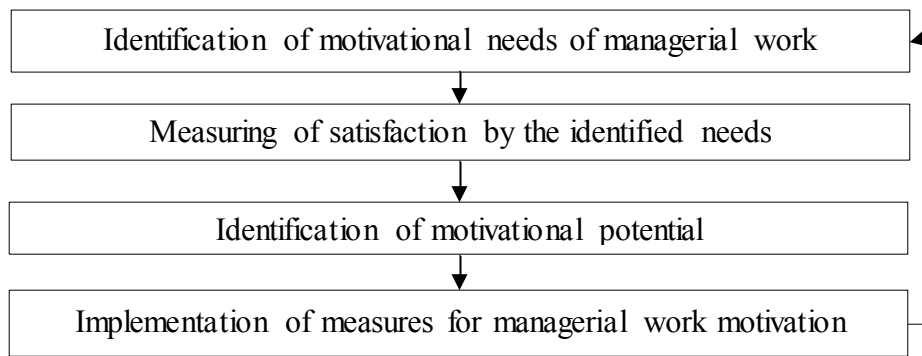 Identification of motivational needs of managerial work
Measuring of satisfaction by the identified needs
Identification of motivational potential
Implementation of measures for managerial work motivation